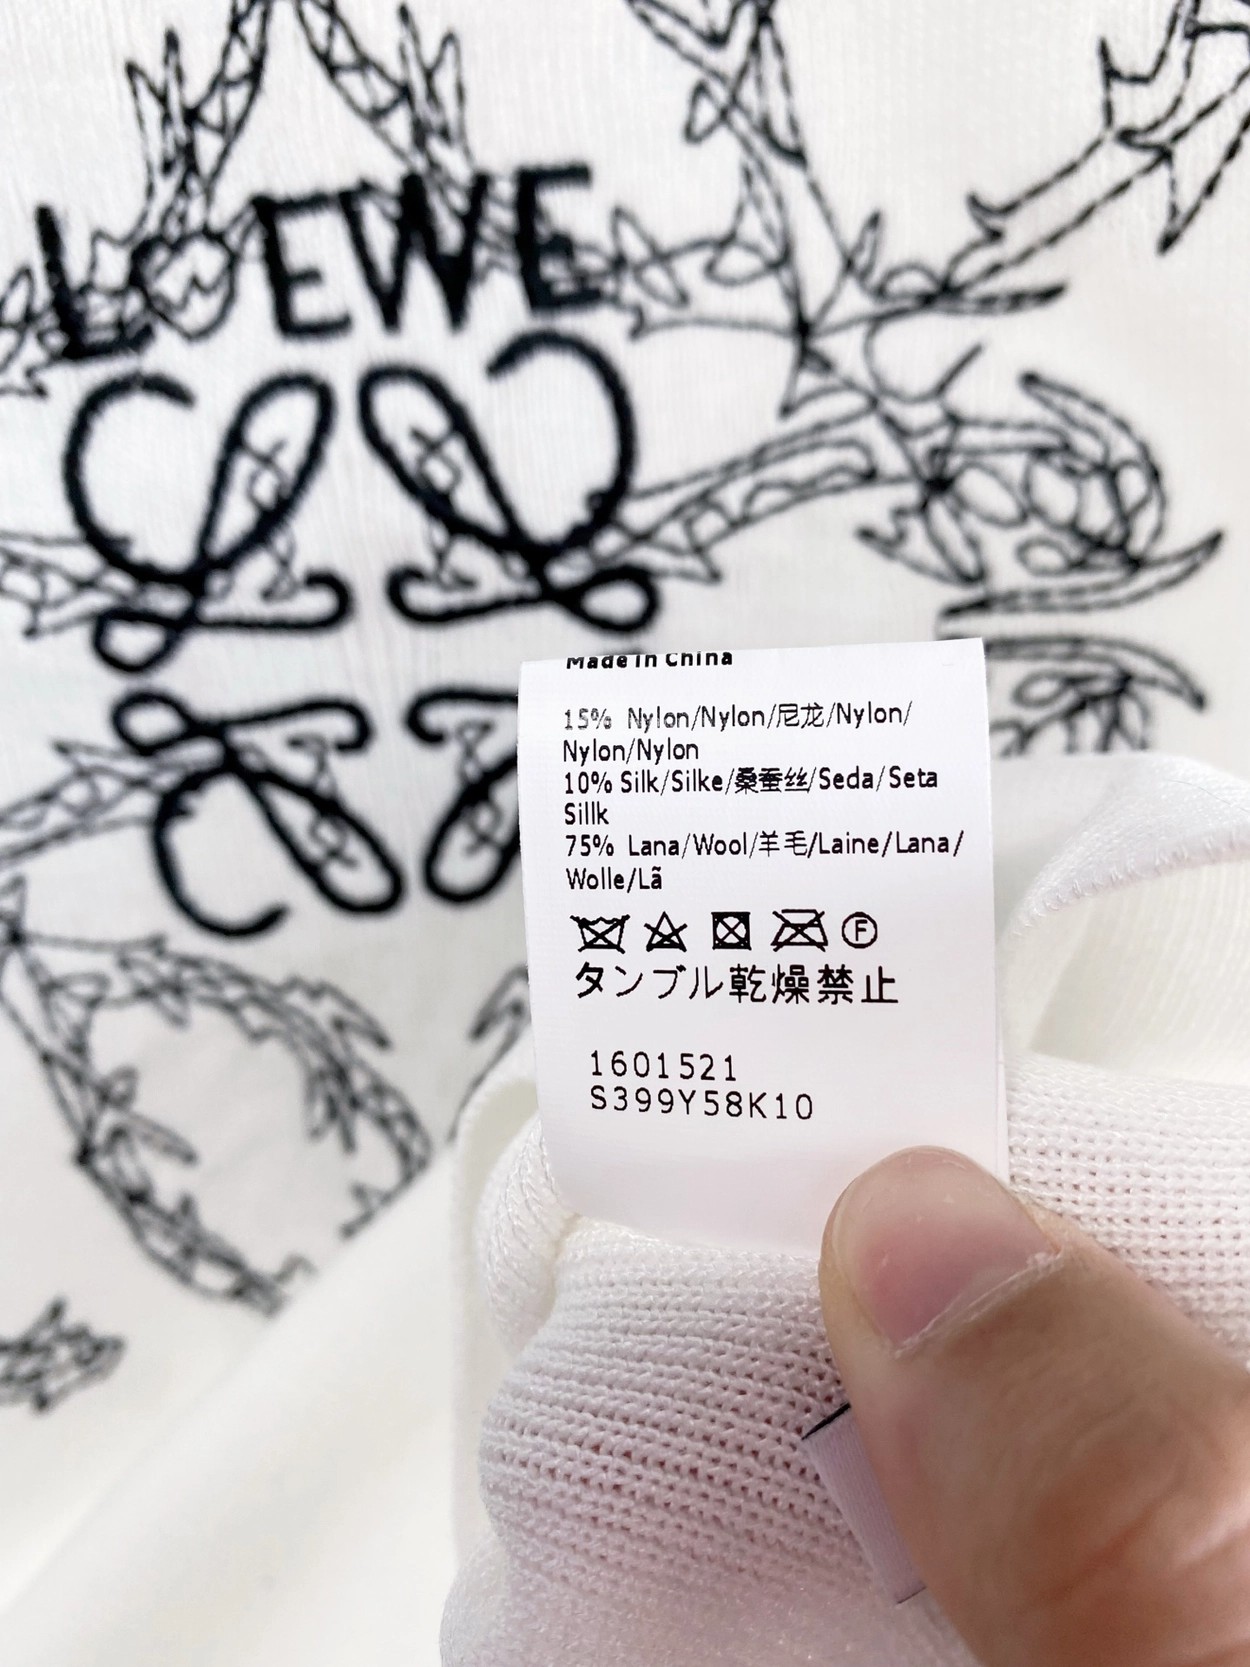 LOEWE
Made in China
15% Nylon/Nylon/尼龙/Nylon/
Nylon/Nylon
10% Silk/Silke/桑蚕丝/Seda/Seta
Sillk
75% Lana/Wool/羊毛/Laine/Lana/
Wolle/Lã
F
タンブル乾燥禁止
1601521
S399Y58K10